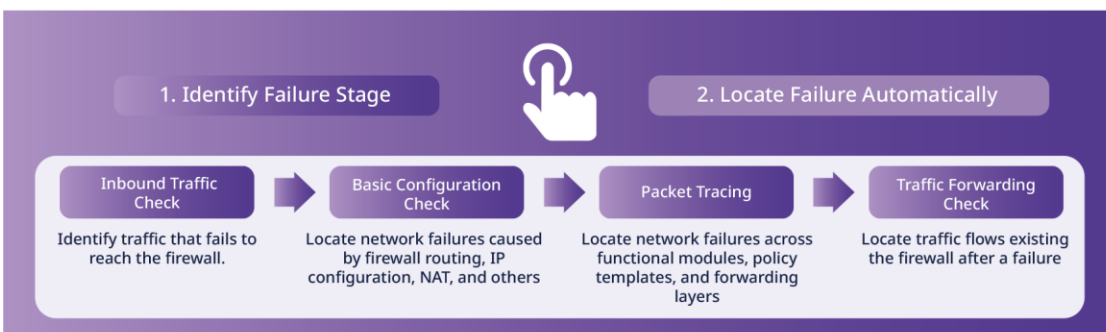 1. Identify Failure Stage
2. Locate Failure Automatically
Inbound Traffic
Check
Identify traffic that fails to
reach the firewall.
Basic Configuration
Check
Locate network failures caused
by firewall routing, IP
configuration, NAT, and others
Packet Tracing
Locate network failures across
functional modules, policy
templates, and forwarding
layers
Traffic Forwarding
Check
Locate traffic flows existing
the firewall after a failure